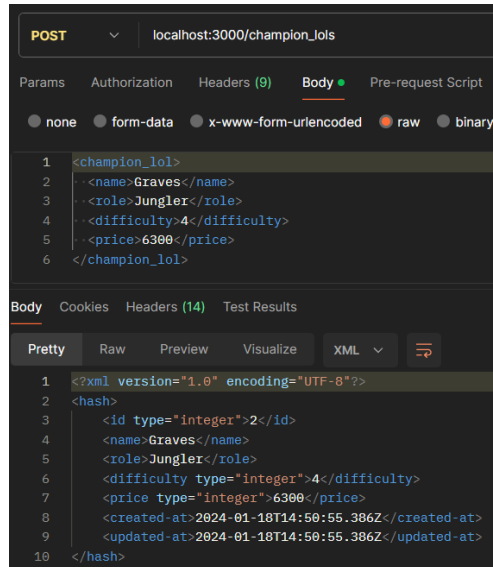 POST localhost:3000/champion_lols
Params Authorization Headers (9) Body Pre-request Script
none form-data x-www-form-urlencoded raw binary
1 <champion_lol>
2 ··<name>Graves</name>
3 ··<role>Jungler</role>
4 ··<difficulty>4</difficulty>
5 ··<price>6300</price>
6 </champion_lol>
Body Cookies Headers (14) Test Results
Pretty Raw Preview Visualize XML
1 <?xml version="1.0" encoding="UTF-8"?>
2 <hash>
3 <id type="integer">2</id>
4 <name>Graves</name>
5 <role>Jungler</role>
6 <difficulty type="integer">4</difficulty>
7 <price type="integer">6300</price>
8 <created-at>2024-01-18T14:50:55.386Z</created-at>
9 <updated-at>2024-01-18T14:50:55.386Z</updated-at>
10 </hash>